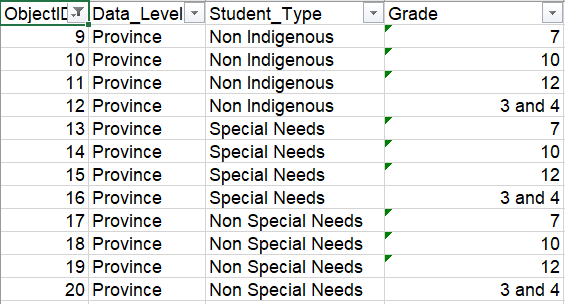 ObjectID Data_Level Student_Type Grade
9 Province Non Indigenous 7
10 Province Non Indigenous 10
11 Province Non Indigenous 12
12 Province Non Indigenous 3 and 4
13 Province Special Needs 7
14 Province Special Needs 10
15 Province Special Needs 12
16 Province Special Needs 3 and 4
17 Province Non Special Needs 7
18 Province Non Special Needs 10
19 Province Non Special Needs 12
20 Province Non Special Needs 3 and 4